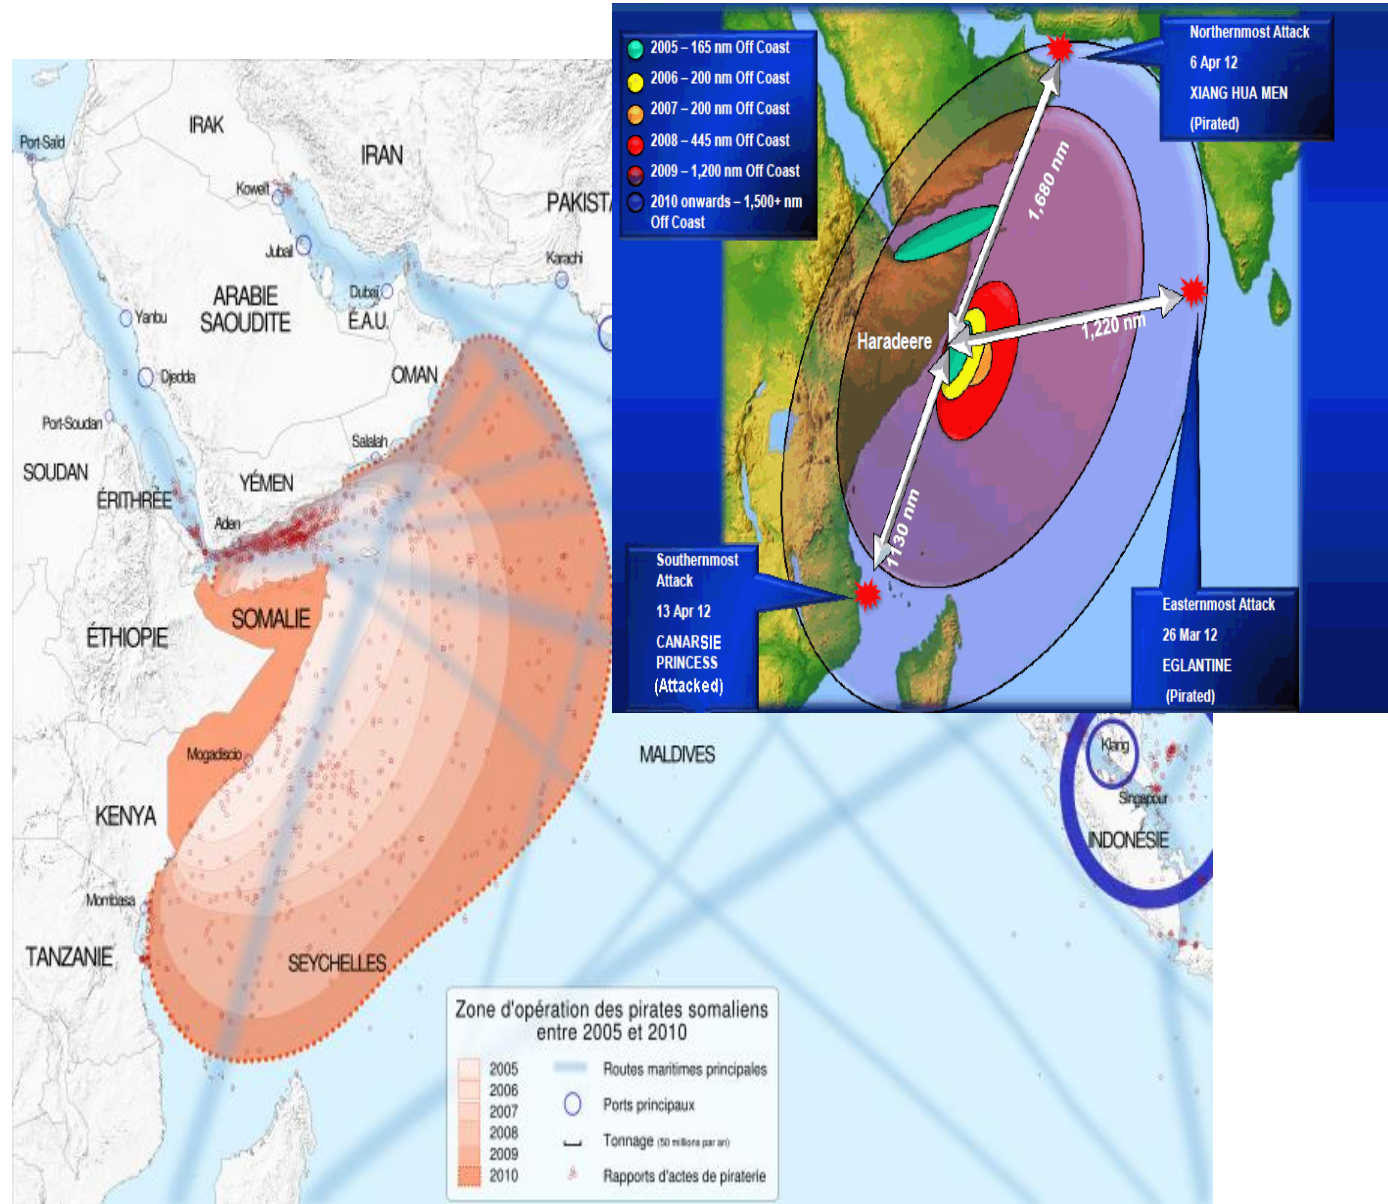 2005 – 165 nm Off Coast
2006 – 200 nm Off Coast
2007 – 200 nm Off Coast
2008 – 445 nm Off Coast
2009 – 1,200 nm Off Coast
2010 onwards – 1,500+ nm
Off Coast
Northernmost Attack
6 Apr 12
XIANG HUA MEN
(Pirated)
1,680 nm
Haradeere
1,220 nm
1130 nm
Southernmost
Attack
13 Apr 12
CANARSIE
PRINCESS
(Attacked)
Easternmost Attack
26 Mar 12
EGLANTINE
(Pirated)
Port-Saïd
IRAK
IRAN
Koweït
PAKISTA
Jubail
Karachi
Dubaï
ARABIE
SAOUDITE
É.A.U.
Yanbu
Djedda
OMAN
Port-Soudan
Salalah
SOUDAN
YÉMEN
ÉRITHRÉE
Aden
SOMALIE
ÉTHIOPIE
Mogadiscio
MALDIVES
Klang
Singapour
KENYA
INDONÉSIE
Mombasa
TANZANIE
SEYCHELLES
Zone d'opération des pirates somaliens
entre 2005 et 2010
2005
2006
2007
2008
2009
2010
Routes maritimes principales
Ports principaux
Tonnage (50 millions par an)
Rapports d'actes de piraterie